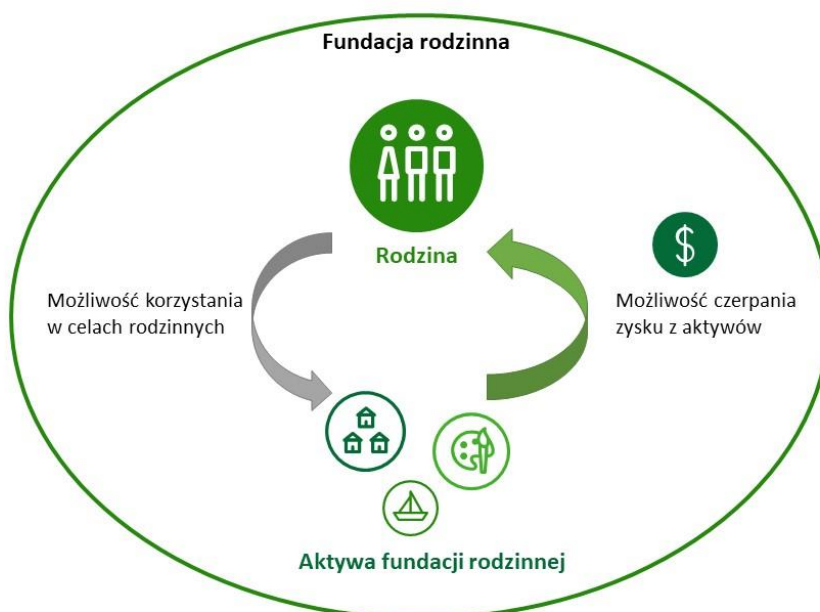 Fundacja rodzinna
Rodzina
Możliwość korzystania
w celach rodzinnych
$
Możliwość czerpania
zysku z aktywów
Aktywa fundacji rodzinnej